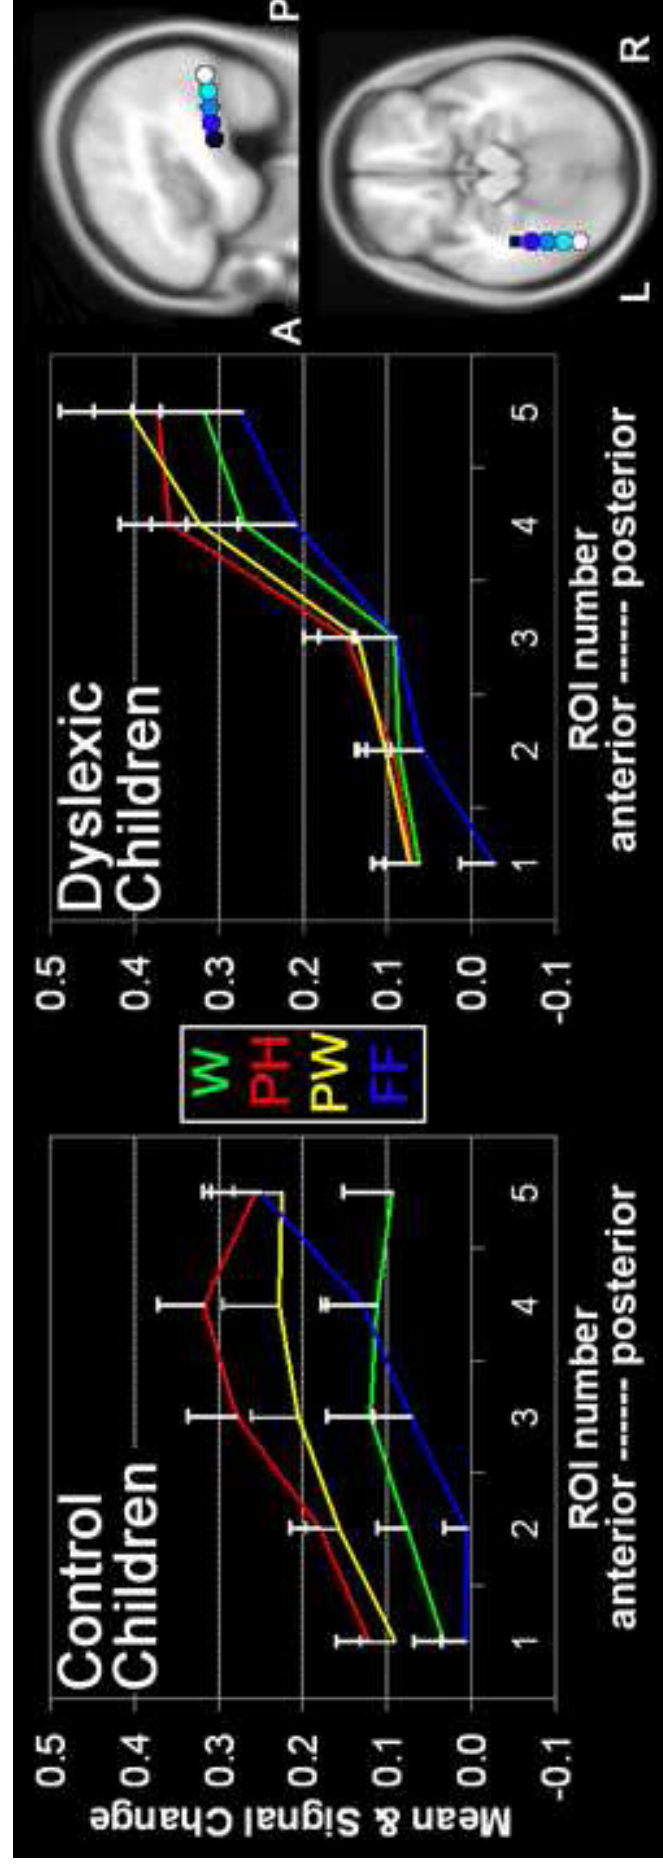 Mean & Signal Change
0.5
0.4
0.3
0.2
0.1
0.0
-0.1
Control
Children
1 2 3 4 5
ROI number
anterior ------ posterior
W
PH
PW
FF
0.5
0.4
0.3
0.2
0.1
0.0
-0.1
Dyslexic
Children
1 2 3 4 5
ROI number
anterior ------ posterior
A P
L R